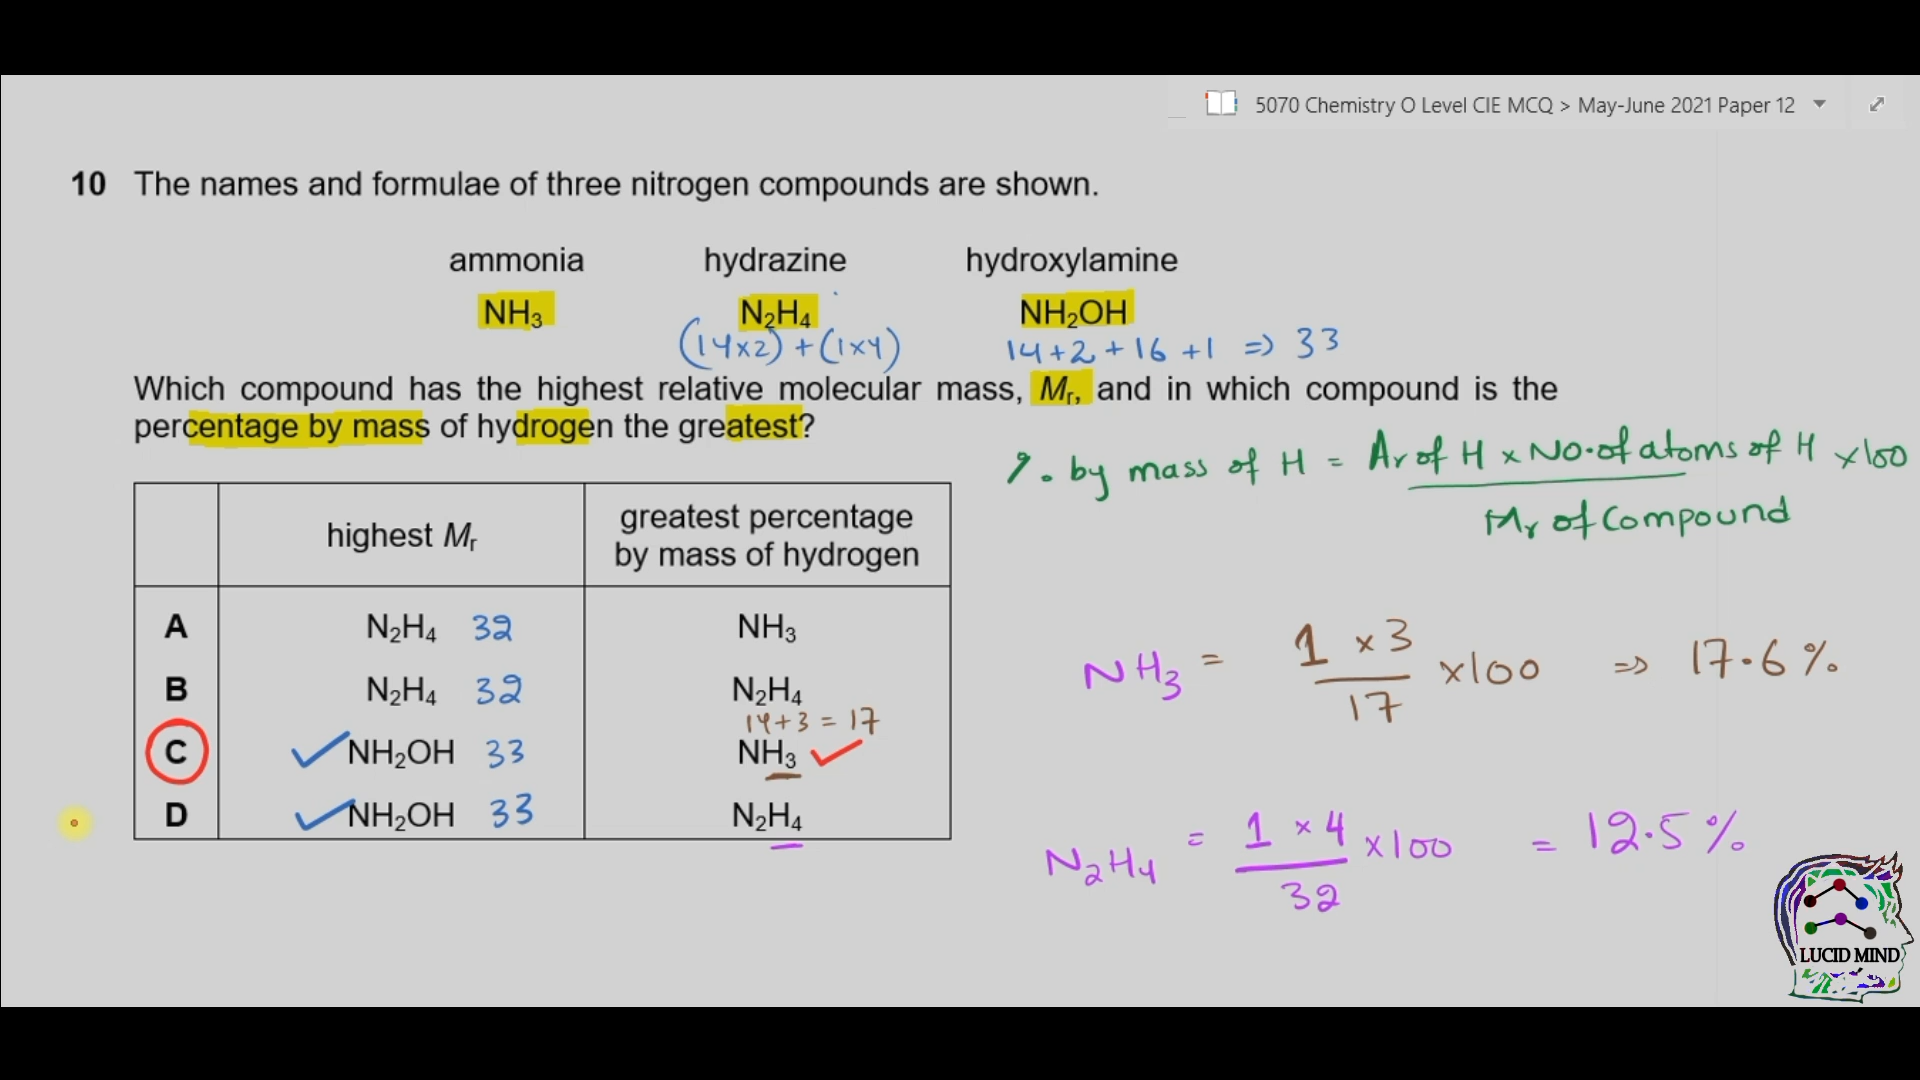 5070 Chemistry O Level CIE MCQ > May-June 2021 Paper 12
10 The names and formulae of three nitrogen compounds are shown.
ammonia hydrazine hydroxylamine
NH₃ N₂H₄ NH₂OH
(14×2) + (1×4) 14+2+16+1 => 33
Which compound has the highest relative molecular mass, Mᵣ, and in which compound is the
percentage by mass of hydrogen the greatest?
%. by mass of H = Ar of H × No. of atoms of H ×100
Mr of Compound
highest Mᵣ greatest percentage
by mass of hydrogen
A N₂H₄ 32 NH₃
B N₂H₄ 32 N₂H₄
14+3 = 17
C NH₂OH 33 NH₃
D NH₂OH 33 N₂H₄
NH₃ = 1 ×3
17
×100 => 17.6 %
N₂H₄ = 1 × 4
32
×100 = 12.5 %
LUCID MIND